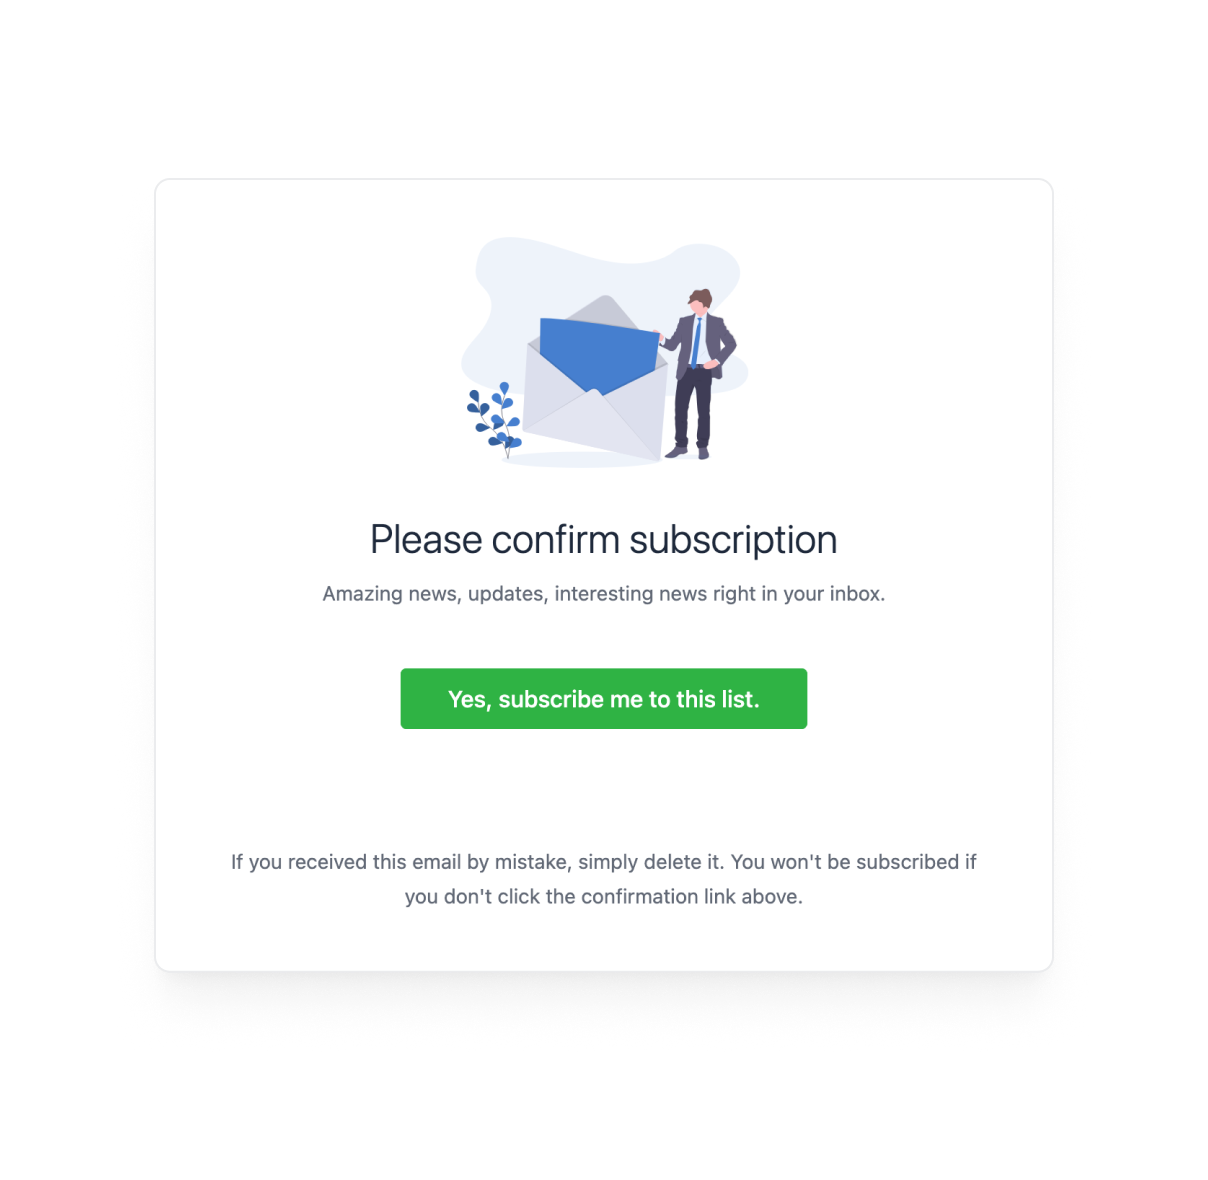 Please confirm subscription
Amazing news, updates, interesting news right in your inbox.
Yes, subscribe me to this list.
If you received this email by mistake, simply delete it. You won't be subscribed if
you don't click the confirmation link above.